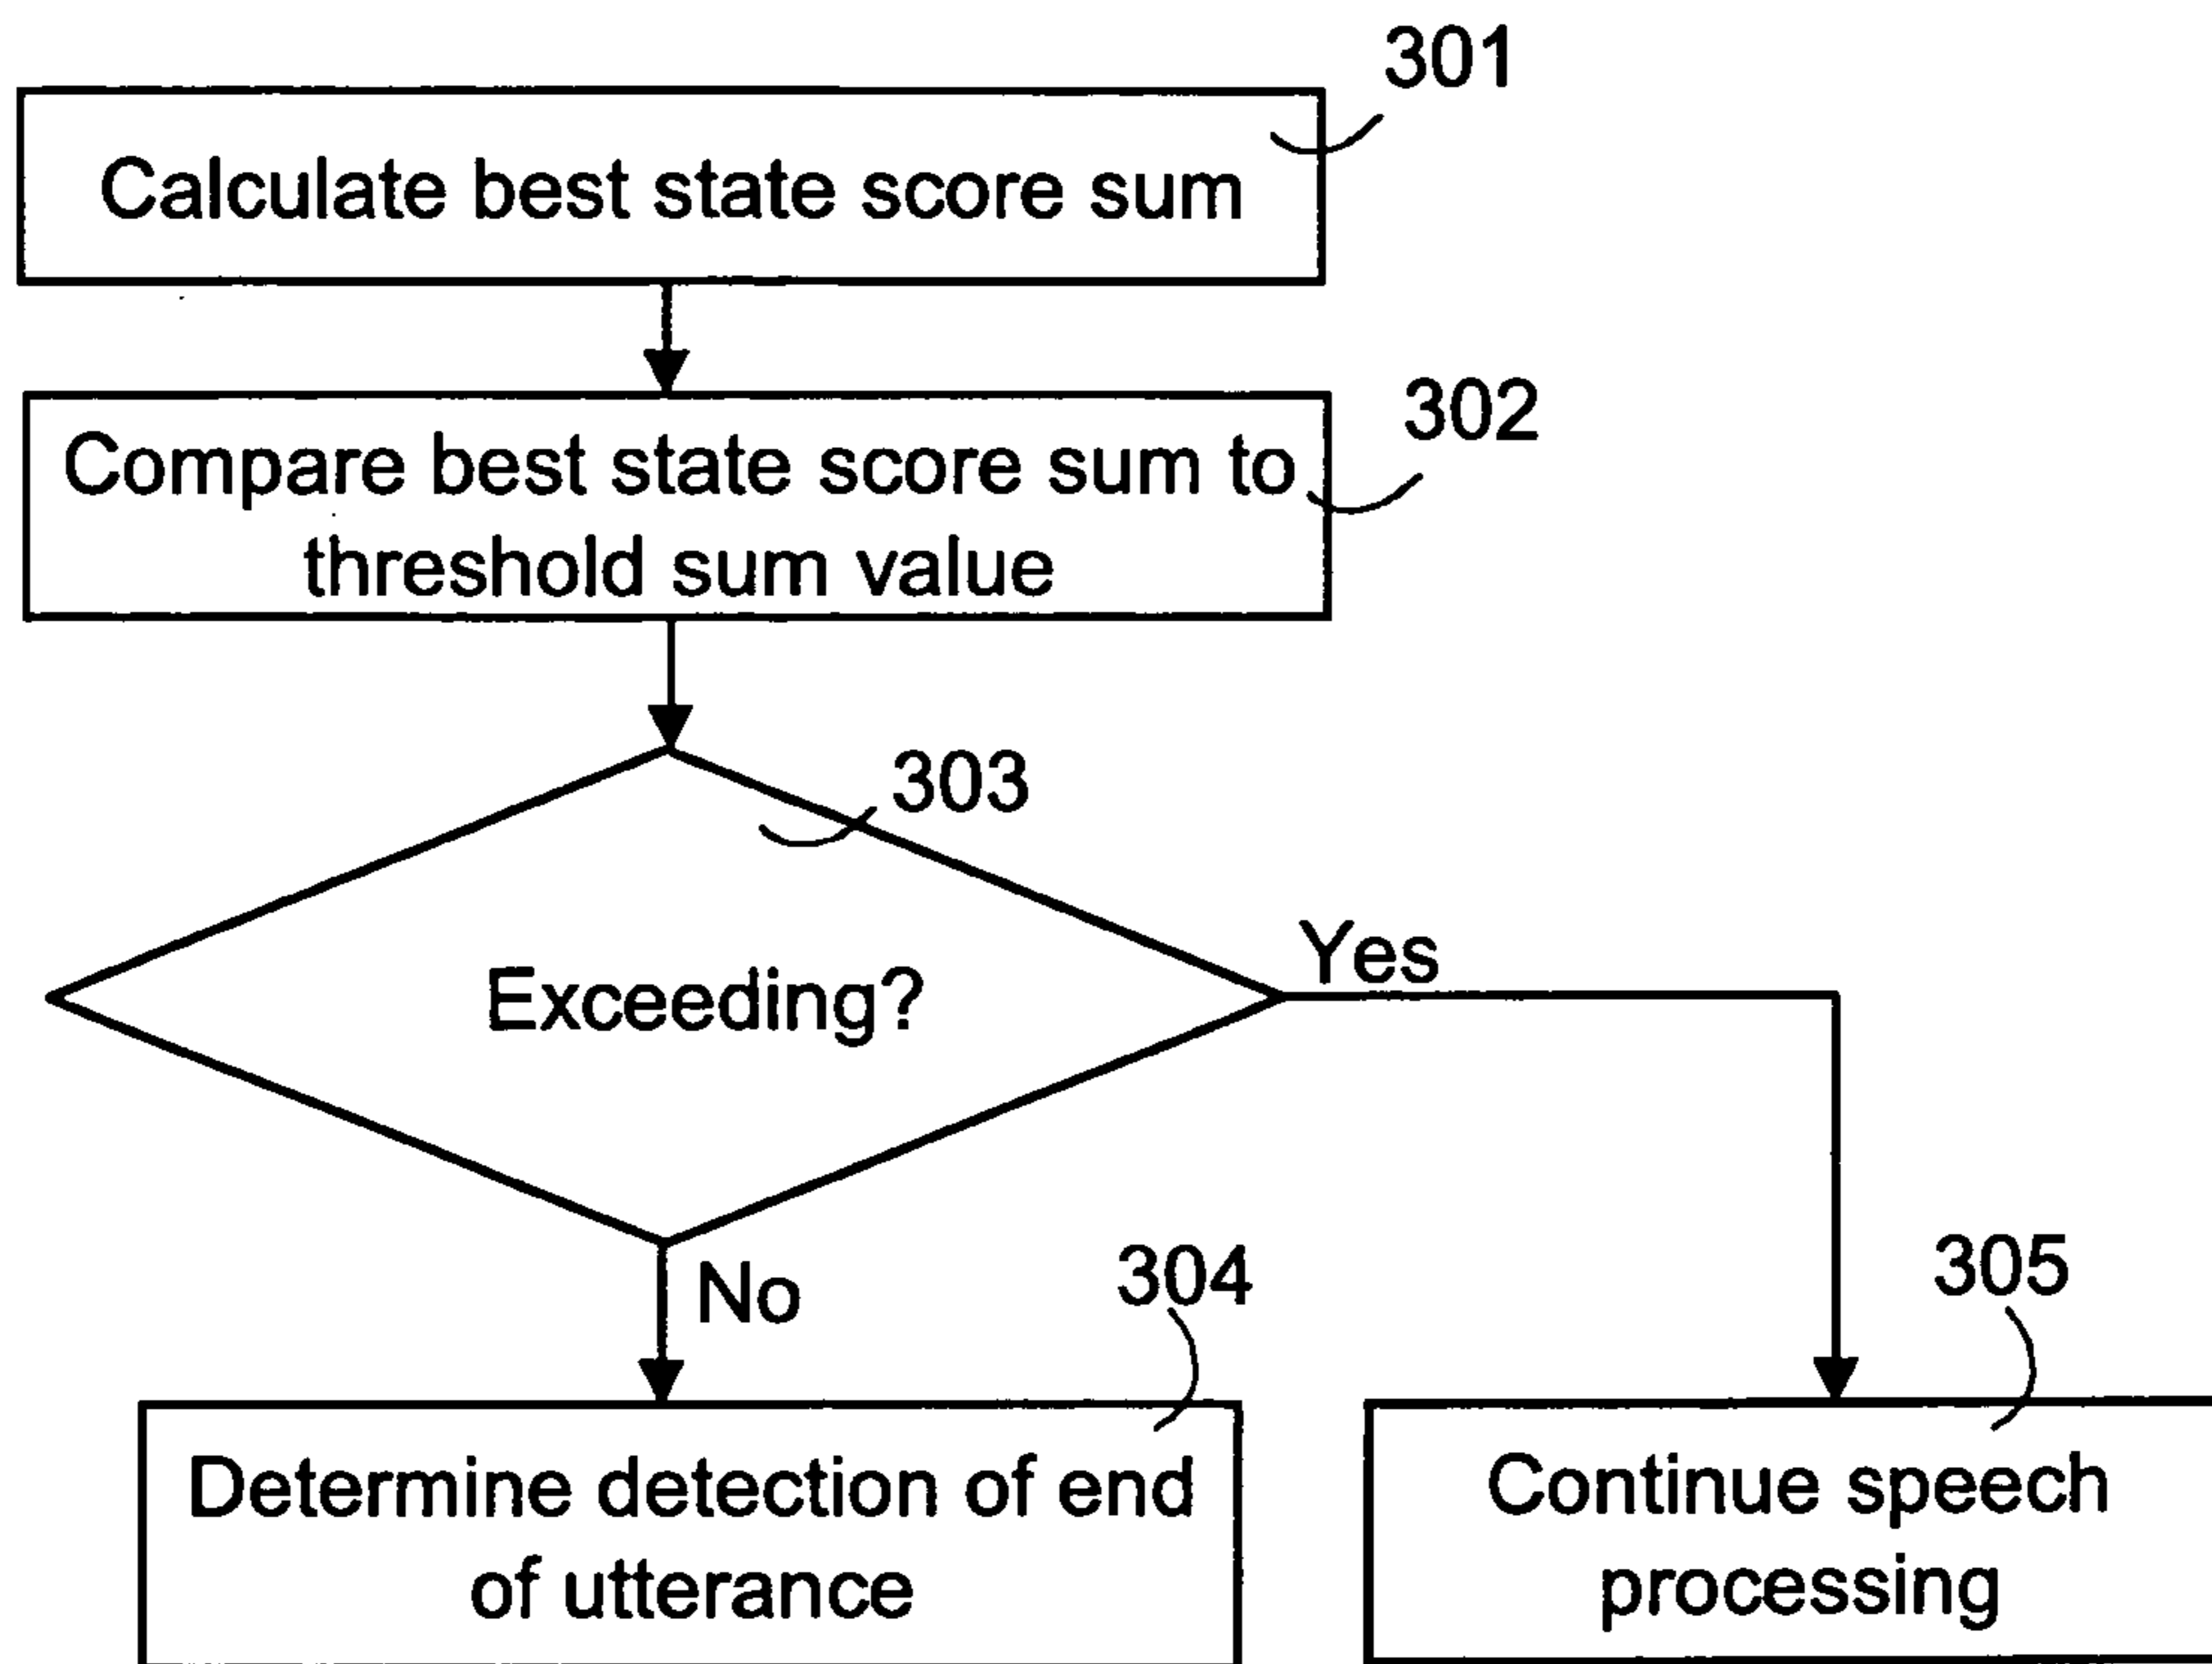 301
Calculate best state score sum
302
Compare best state score sum to
threshold sum value
303
Exceeding?
Yes
No
304
305
Determine detection of end
of utterance
Continue speech
processing